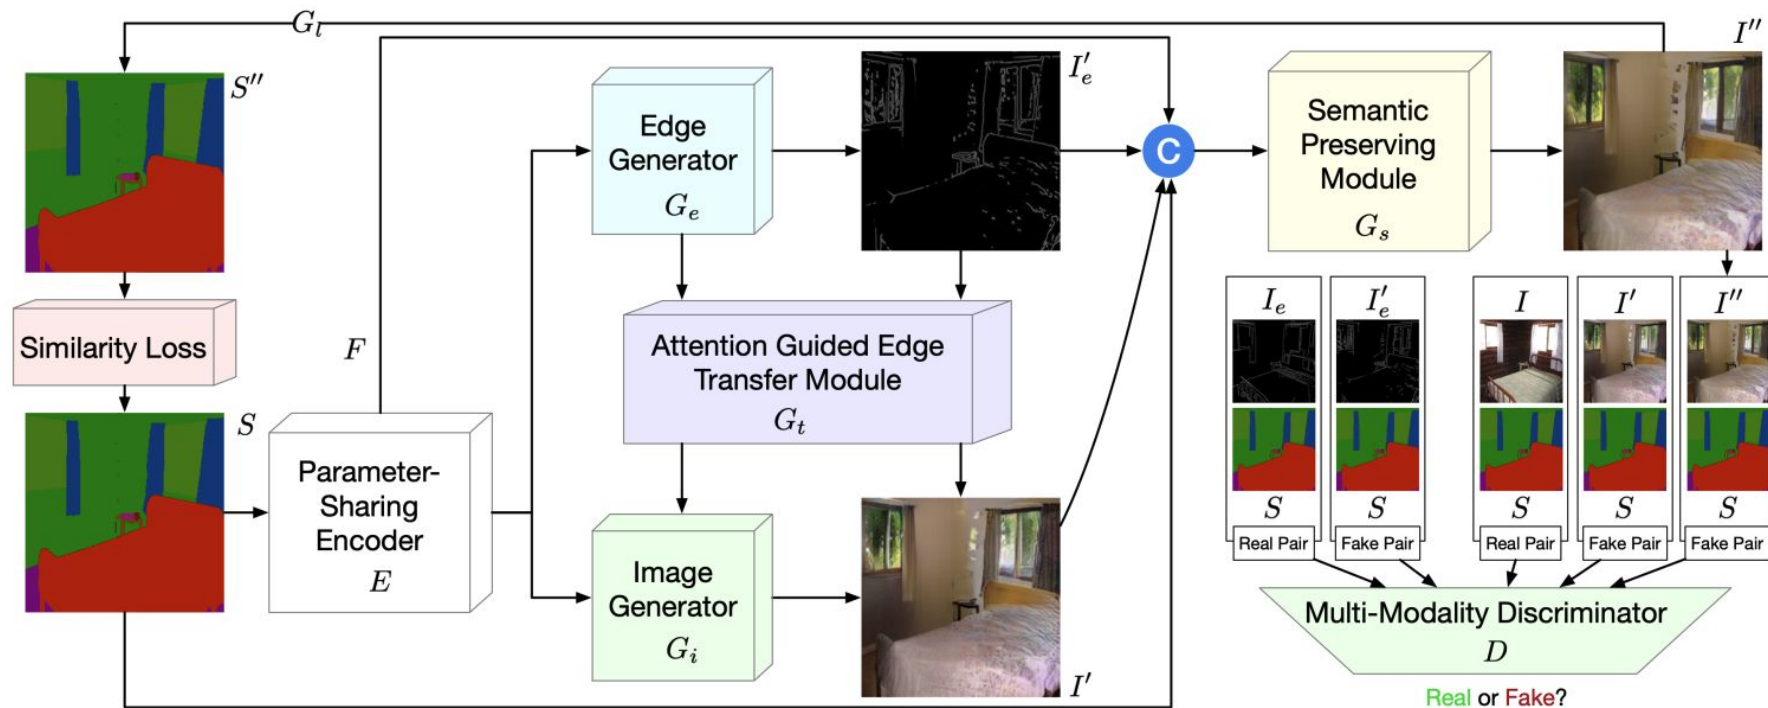 G_l
S''
Similarity Loss
S
F
Parameter-
Sharing
Encoder
E
Edge
Generator
G_e
I'_e
Attention Guided Edge
Transfer Module
G_t
Image
Generator
G_i
I'
C
Semantic
Preserving
Module
G_s
I''
I_e
S
Real Pair
I'_e
S
Fake Pair
I
S
Real Pair
I'
S
Fake Pair
I''
S
Fake Pair
Multi-Modality Discriminator
D
Real or Fake?